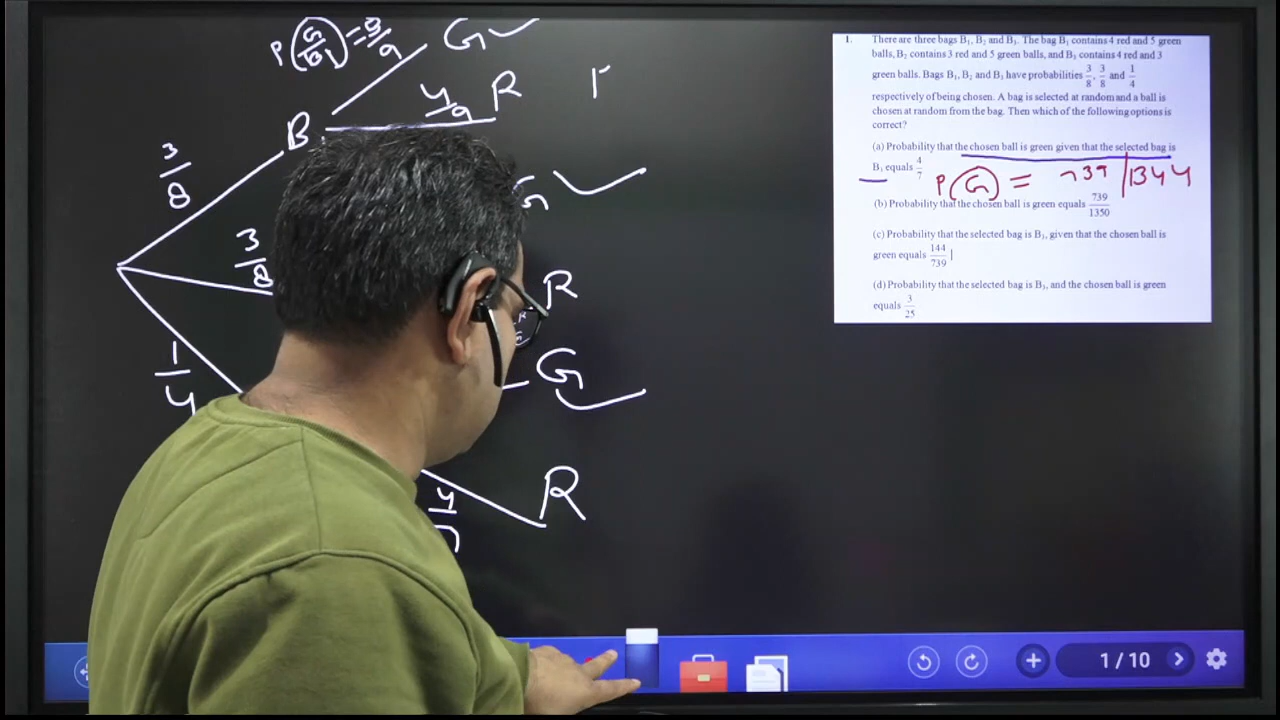 P(G/B1)=5/9 G
4/9 R
B
3/8
G
3/8
R
G
1/4
R
4/7
1. There are three bags B₁, B₂ and B₃. The bag B₁ contains 4 red and 5 green
balls, B₂ contains 3 red and 5 green balls, and B₃ contains 4 red and 3
green balls. Bags B₁, B₂ and B₃ have probabilities 3/8, 3/8 and 1/4
respectively of being chosen. A bag is selected at random and a ball is
chosen at random from the bag. Then which of the following options is
correct?
(a) Probability that the chosen ball is green given that the selected bag is
B₁ equals 4/7
P(G) = 739/1344
(b) Probability that the chosen ball is green equals 739/1350
(c) Probability that the selected bag is B₃, given that the chosen ball is
green equals 144/739
(d) Probability that the selected bag is B₃, and the chosen ball is green
equals 3/25
1 / 10